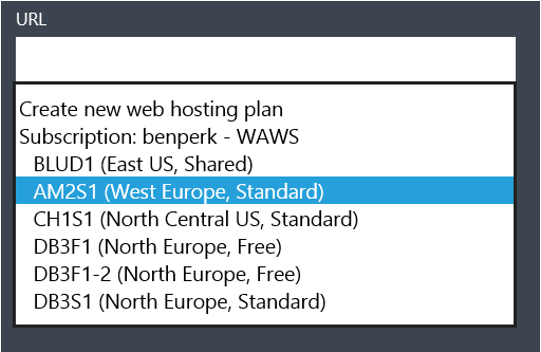 URL
Create new web hosting plan
Subscription: benperk - WAWS
BLUD1 (East US, Shared)
AM2S1 (West Europe, Standard)
CH1S1 (North Central US, Standard)
DB3F1 (North Europe, Free)
DB3F1-2 (North Europe, Free)
DB3S1 (North Europe, Standard)